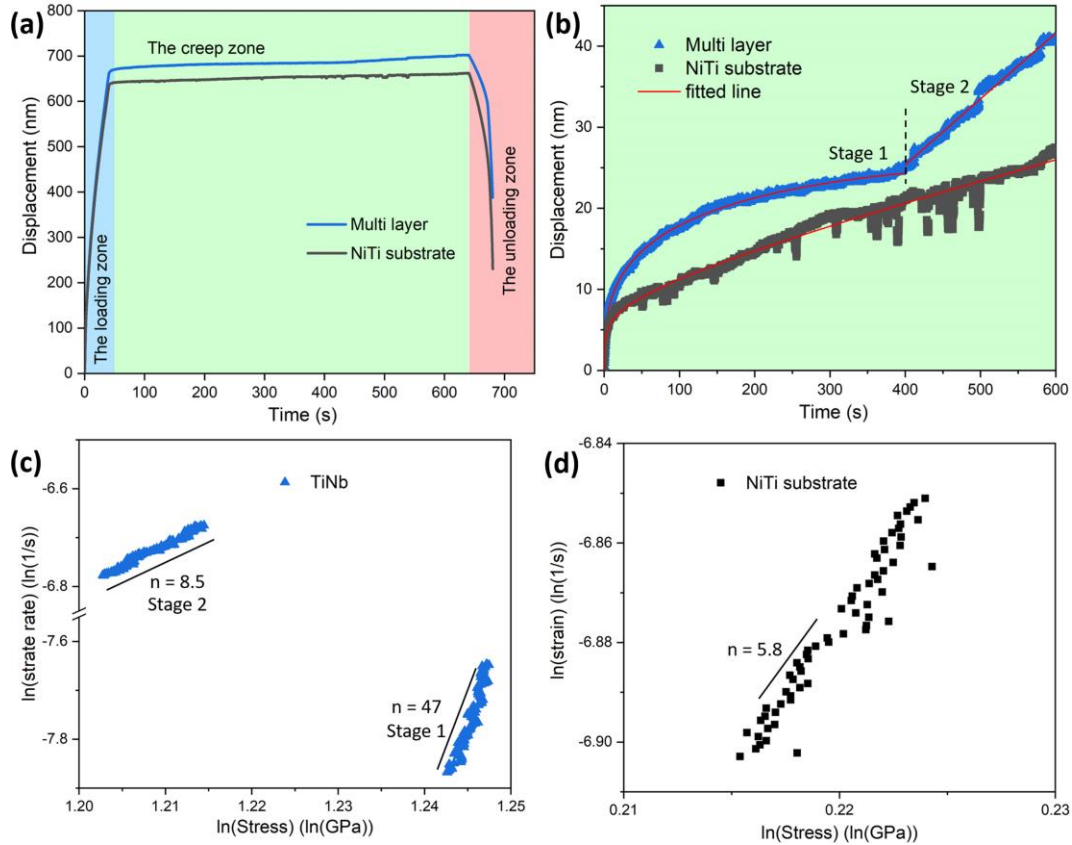 (a)
800
700
600
500
400
300
200
100
0
Displacement (nm)
The loading zone
The creep zone
Multi layer
NiTi substrate
The unloading zone
0 100 200 300 400 500 600 700
Time (s)
(b)
40
30
20
10
0
Displacement (nm)
Multi layer
NiTi substrate
fitted line
Stage 2
Stage 1
0 100 200 300 400 500 600
Time (s)
(c)
-6.6
-6.8
-7.6
-7.8
ln(strate rate) (ln(1/s))
TiNb
n = 8.5
Stage 2
n = 47
Stage 1
1.20 1.21 1.22 1.23 1.24 1.25
ln(Stress) (ln(GPa))
(d)
-6.84
-6.86
-6.88
-6.90
ln(strain) (ln(1/s))
NiTi substrate
n = 5.8
0.21 0.22 0.23
ln(Stress) (ln(GPa))